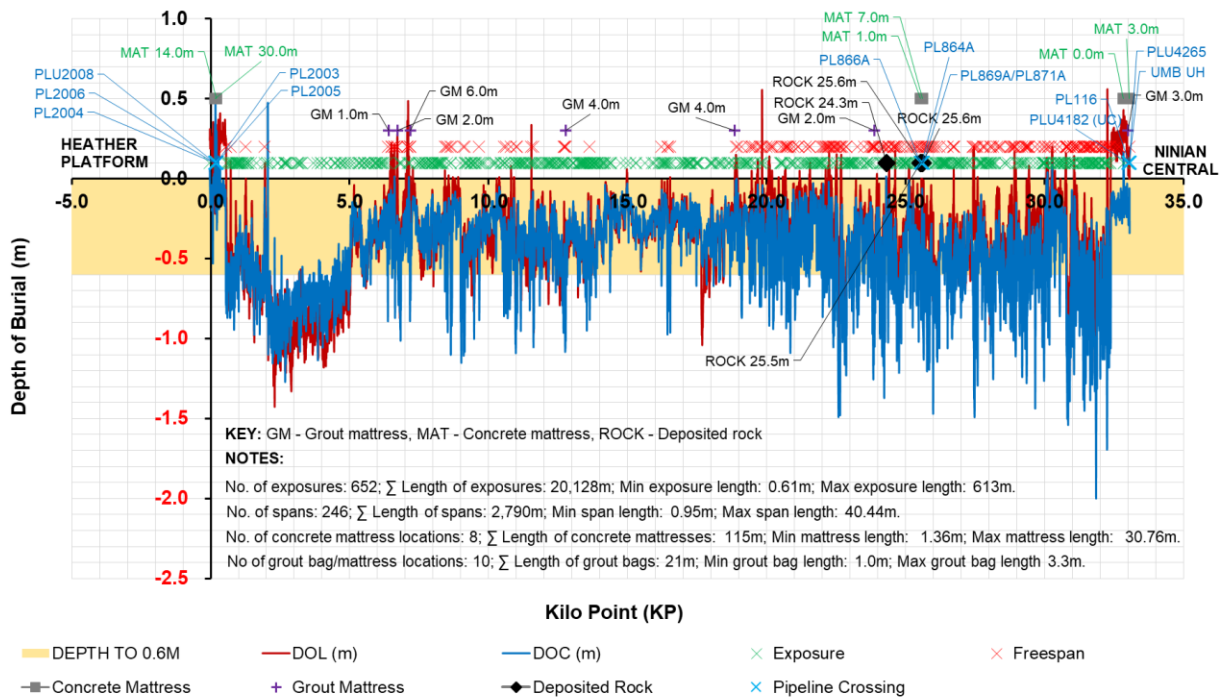 1.0
0.5
0.0
-0.5
-1.0
-1.5
-2.0
-2.5
Depth of Burial (m)
MAT 14.0m
MAT 30.0m
PLU2008
PL2006
PL2004
PL2003
PL2005
HEATHER
PLATFORM
GM 1.0m
GM 6.0m
GM 2.0m
GM 4.0m
GM 4.0m
MAT 7.0m
MAT 1.0m
PL866A
PL864A
ROCK 25.6m
PL869A/PL871A
ROCK 24.3m
GM 2.0m
ROCK 25.6m
MAT 3.0m
MAT 0.0m
PLU4265
UMB UH
PL116
GM 3.0m
PLU4182 (UC)
NINIAN
CENTRAL
-5.0
0.0
5.0
10.0
15.0
20.0
25.0
30.0
35.0
ROCK 25.5m
KEY: GM - Grout mattress, MAT - Concrete mattress, ROCK - Deposited rock
NOTES:
No. of exposures: 652; ∑ Length of exposures: 20,128m; Min exposure length: 0.61m; Max exposure length: 613m.
No. of spans: 246; ∑ Length of spans: 2,790m; Min span length: 0.95m; Max span length: 40.44m.
No. of concrete mattress locations: 8; ∑ Length of concrete mattresses: 115m; Min mattress length: 1.36m; Max mattress length: 30.76m.
No of grout bag/mattress locations: 10; ∑ Length of grout bags: 21m; Min grout bag length: 1.0m; Max grout bag length 3.3m.
Kilo Point (KP)
DEPTH TO 0.6M
DOL (m)
DOC (m)
Exposure
Freespan
Concrete Mattress
Grout Mattress
Deposited Rock
Pipeline Crossing